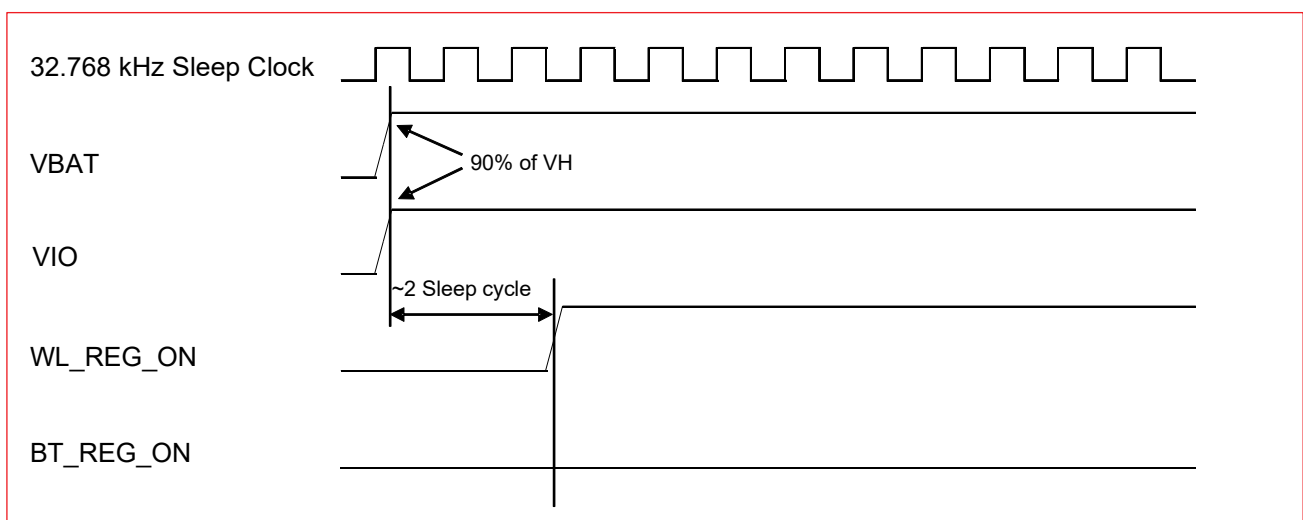 32.768 kHz Sleep Clock
VBAT
90% of VH
VIO
~2 Sleep cycle
WL_REG_ON
BT_REG_ON